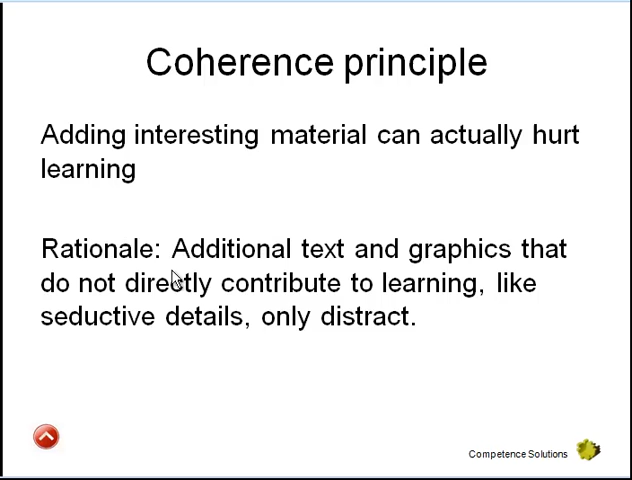 Coherence principle
Adding interesting material can actually hurt
learning
Rationale: Additional text and graphics that
do not directly contribute to learning, like
seductive details, only distract.
Competence Solutions